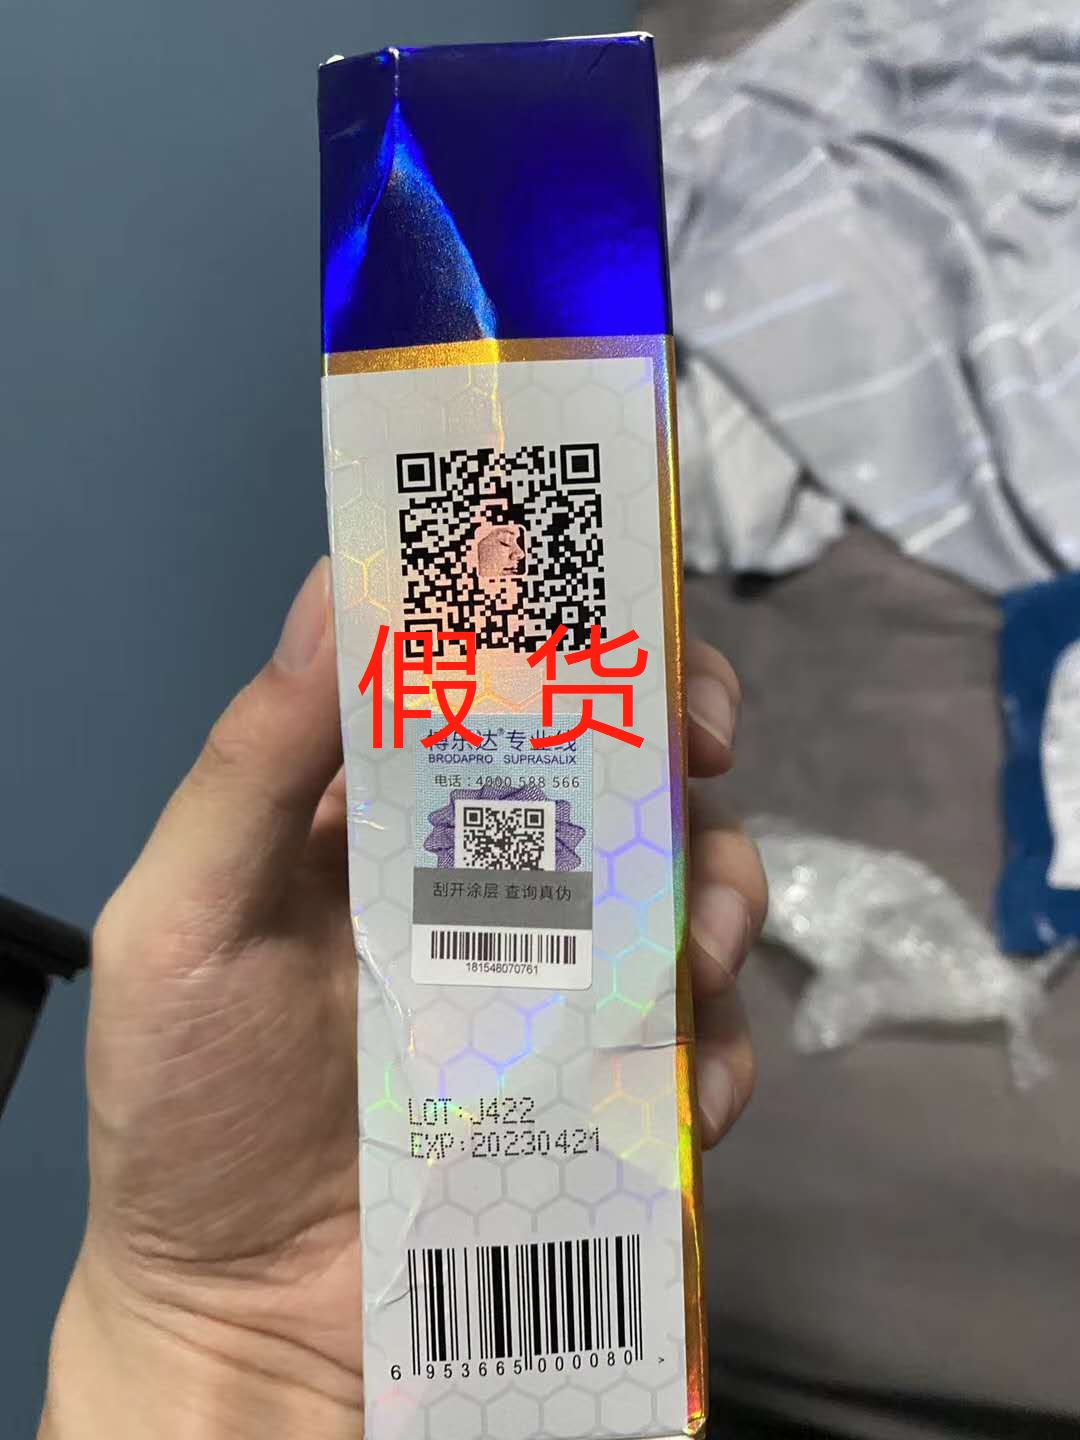 假货
博乐达®专业线
BRODAPRO SUPRASALIX
电话:4000 588 566
刮开涂层 查询真伪
181548070761
LOT:J422
EXP:20230421
6 953665 000080 >